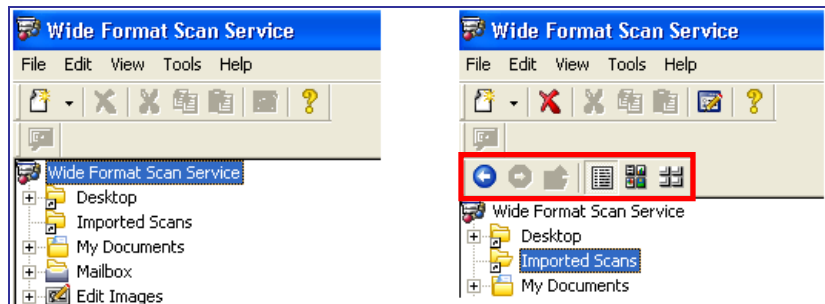 Wide Format Scan Service
File Edit View Tools Help
Wide Format Scan Service
Desktop
Imported Scans
My Documents
Mailbox
Edit Images
Wide Format Scan Service
File Edit View Tools Help
Wide Format Scan Service
Desktop
Imported Scans
My Documents